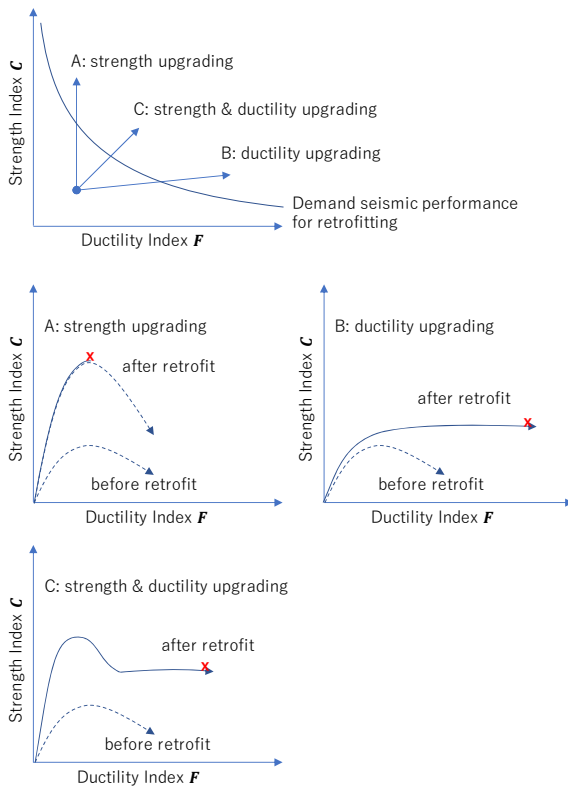 Strength Index C
A: strength upgrading
C: strength & ductility upgrading
B: ductility upgrading
Demand seismic performance
for retrofitting
Ductility Index F
Strength Index C
A: strength upgrading
x
after retrofit
before retrofit
Ductility Index F
Strength Index C
B: ductility upgrading
after retrofit
x
before retrofit
Ductility Index F
Strength Index C
C: strength & ductility upgrading
after retrofit
x
before retrofit
Ductility Index F